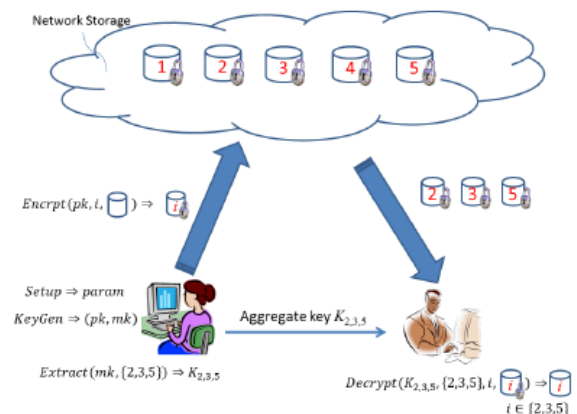 Network Storage
1 2 3 4 5
Encrpt(pk, i, ) ⇒ i
2 3 5
Setup ⇒ param
KeyGen ⇒ (pk, mk)
Aggregate key K₂,₃,₅
Extract(mk, {2,3,5}) ⇒ K₂,₃,₅
Decrypt(K₂,₃,₅, {2,3,5}, i, i) ⇒ i
i ∈ {2,3,5}